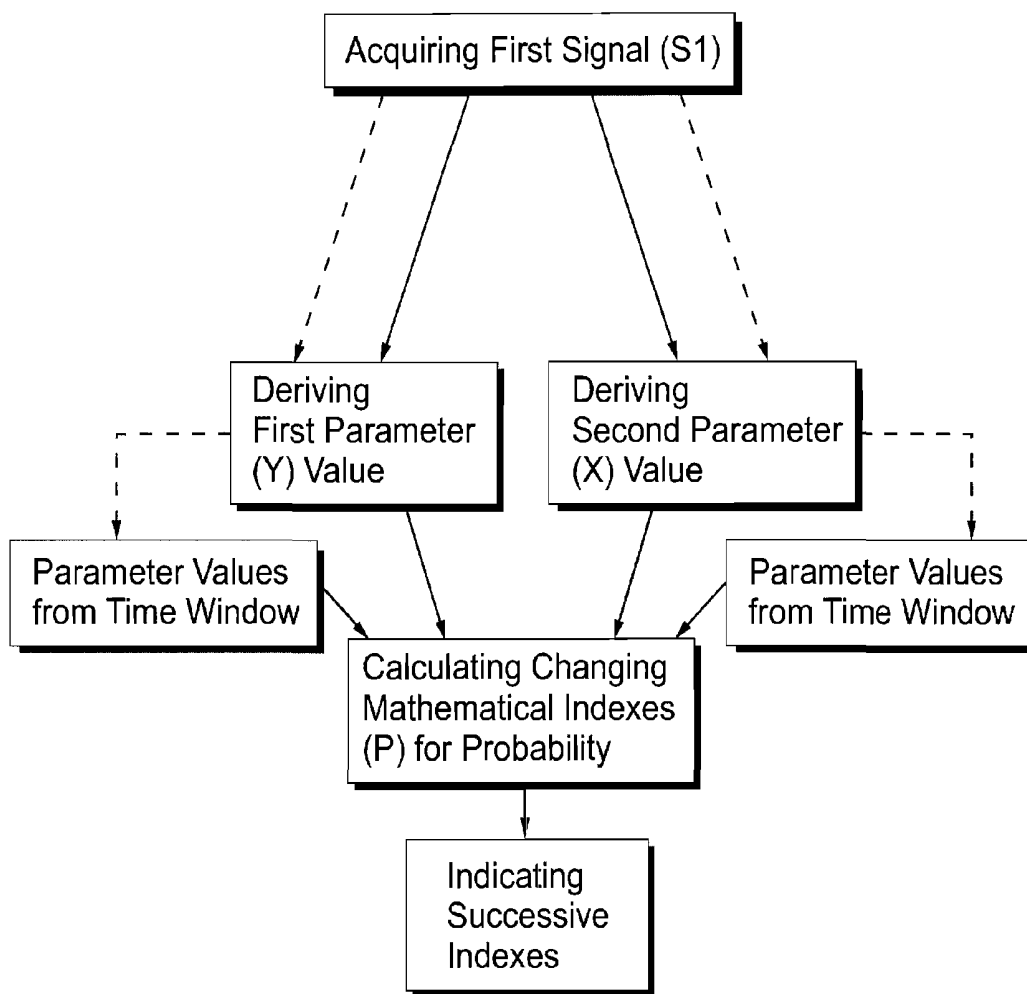 Acquiring First Signal (S1)
Deriving
First Parameter
(Y) Value
Deriving
Second Parameter
(X) Value
Parameter Values
from Time Window
Parameter Values
from Time Window
Calculating Changing
Mathematical Indexes
(P) for Probability
Indicating
Successive
Indexes